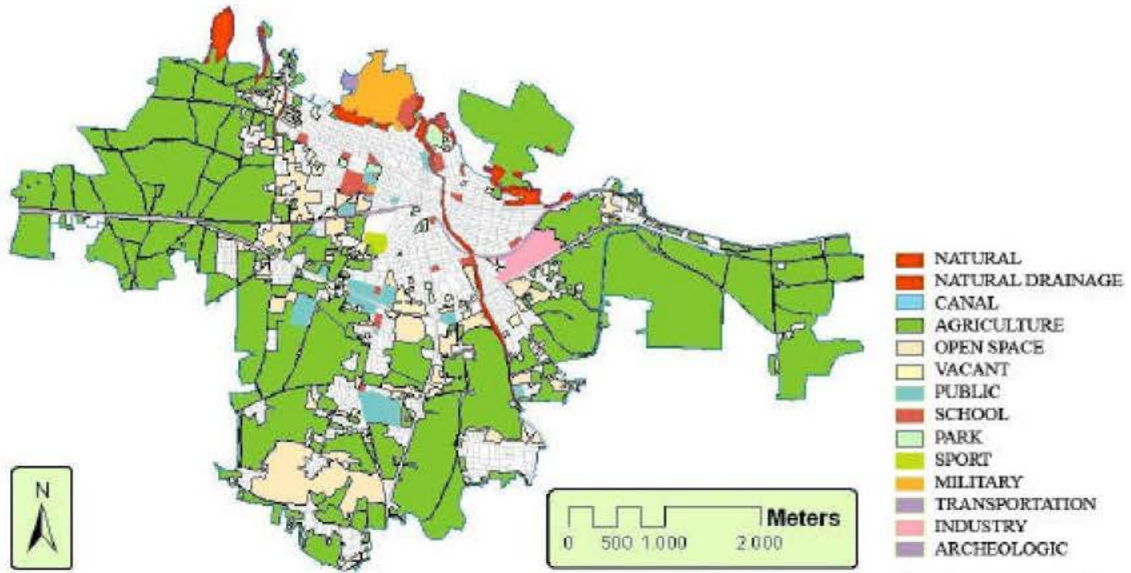 NATURAL
NATURAL DRAINAGE
CANAL
AGRICULTURE
OPEN SPACE
VACANT
PUBLIC
SCHOOL
PARK
SPORT
MILITARY
TRANSPORTATION
INDUSTRY
ARCHEOLOGIC
N
Meters
0 500 1.000 2.000